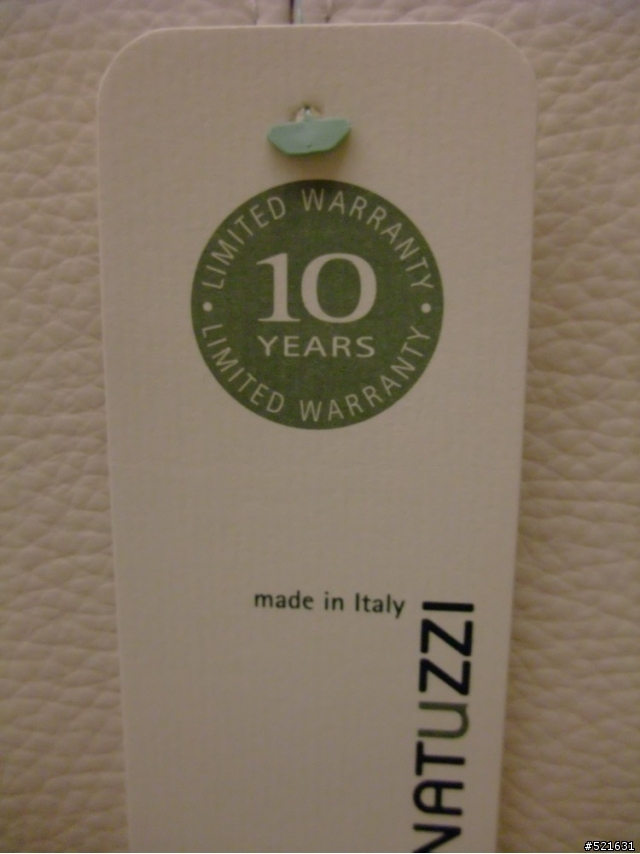 LIMITED WARRANTY
10
YEARS
LIMITED WARRANTY
made in Italy
NATUZZI
#521631